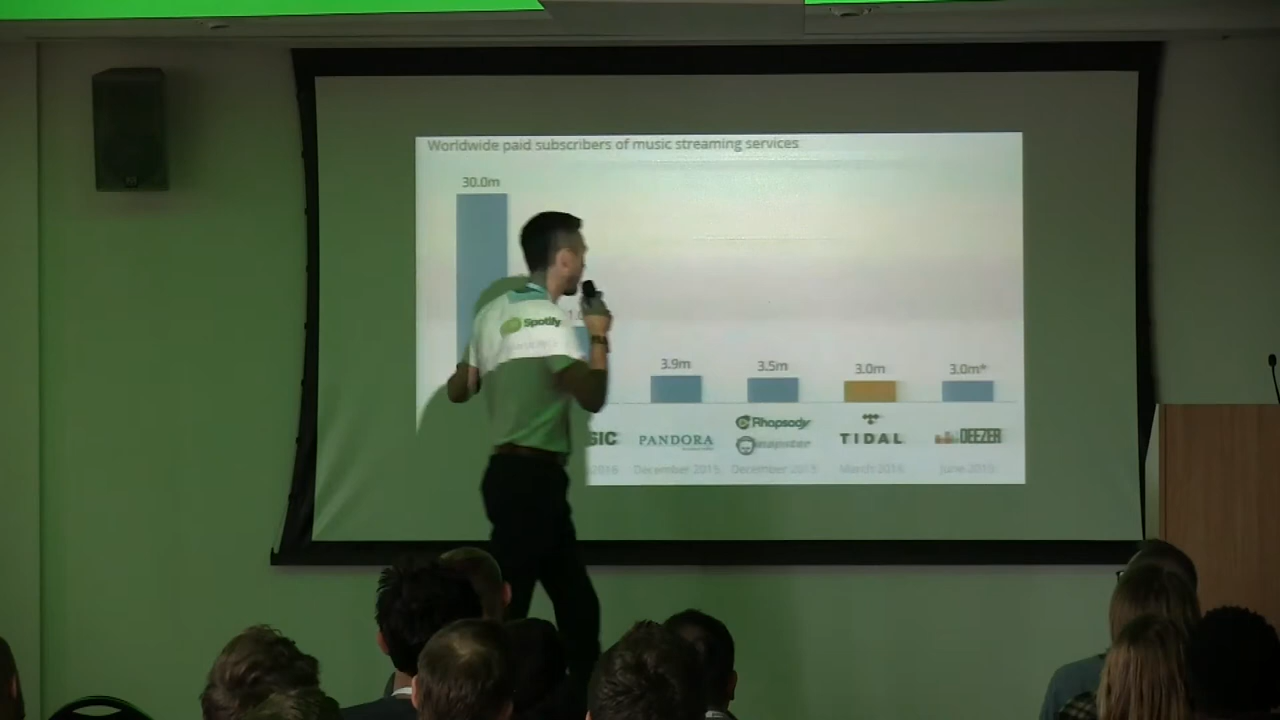 Worldwide paid subscribers of music streaming services
30.0m
3.9m
3.5m
3.0m
3.0m*
Spotify
SIC
PANDORA
Rhapsody
napster
TIDAL
DEEZER
2016
December 2015
December 2015
March 2016
June 2015